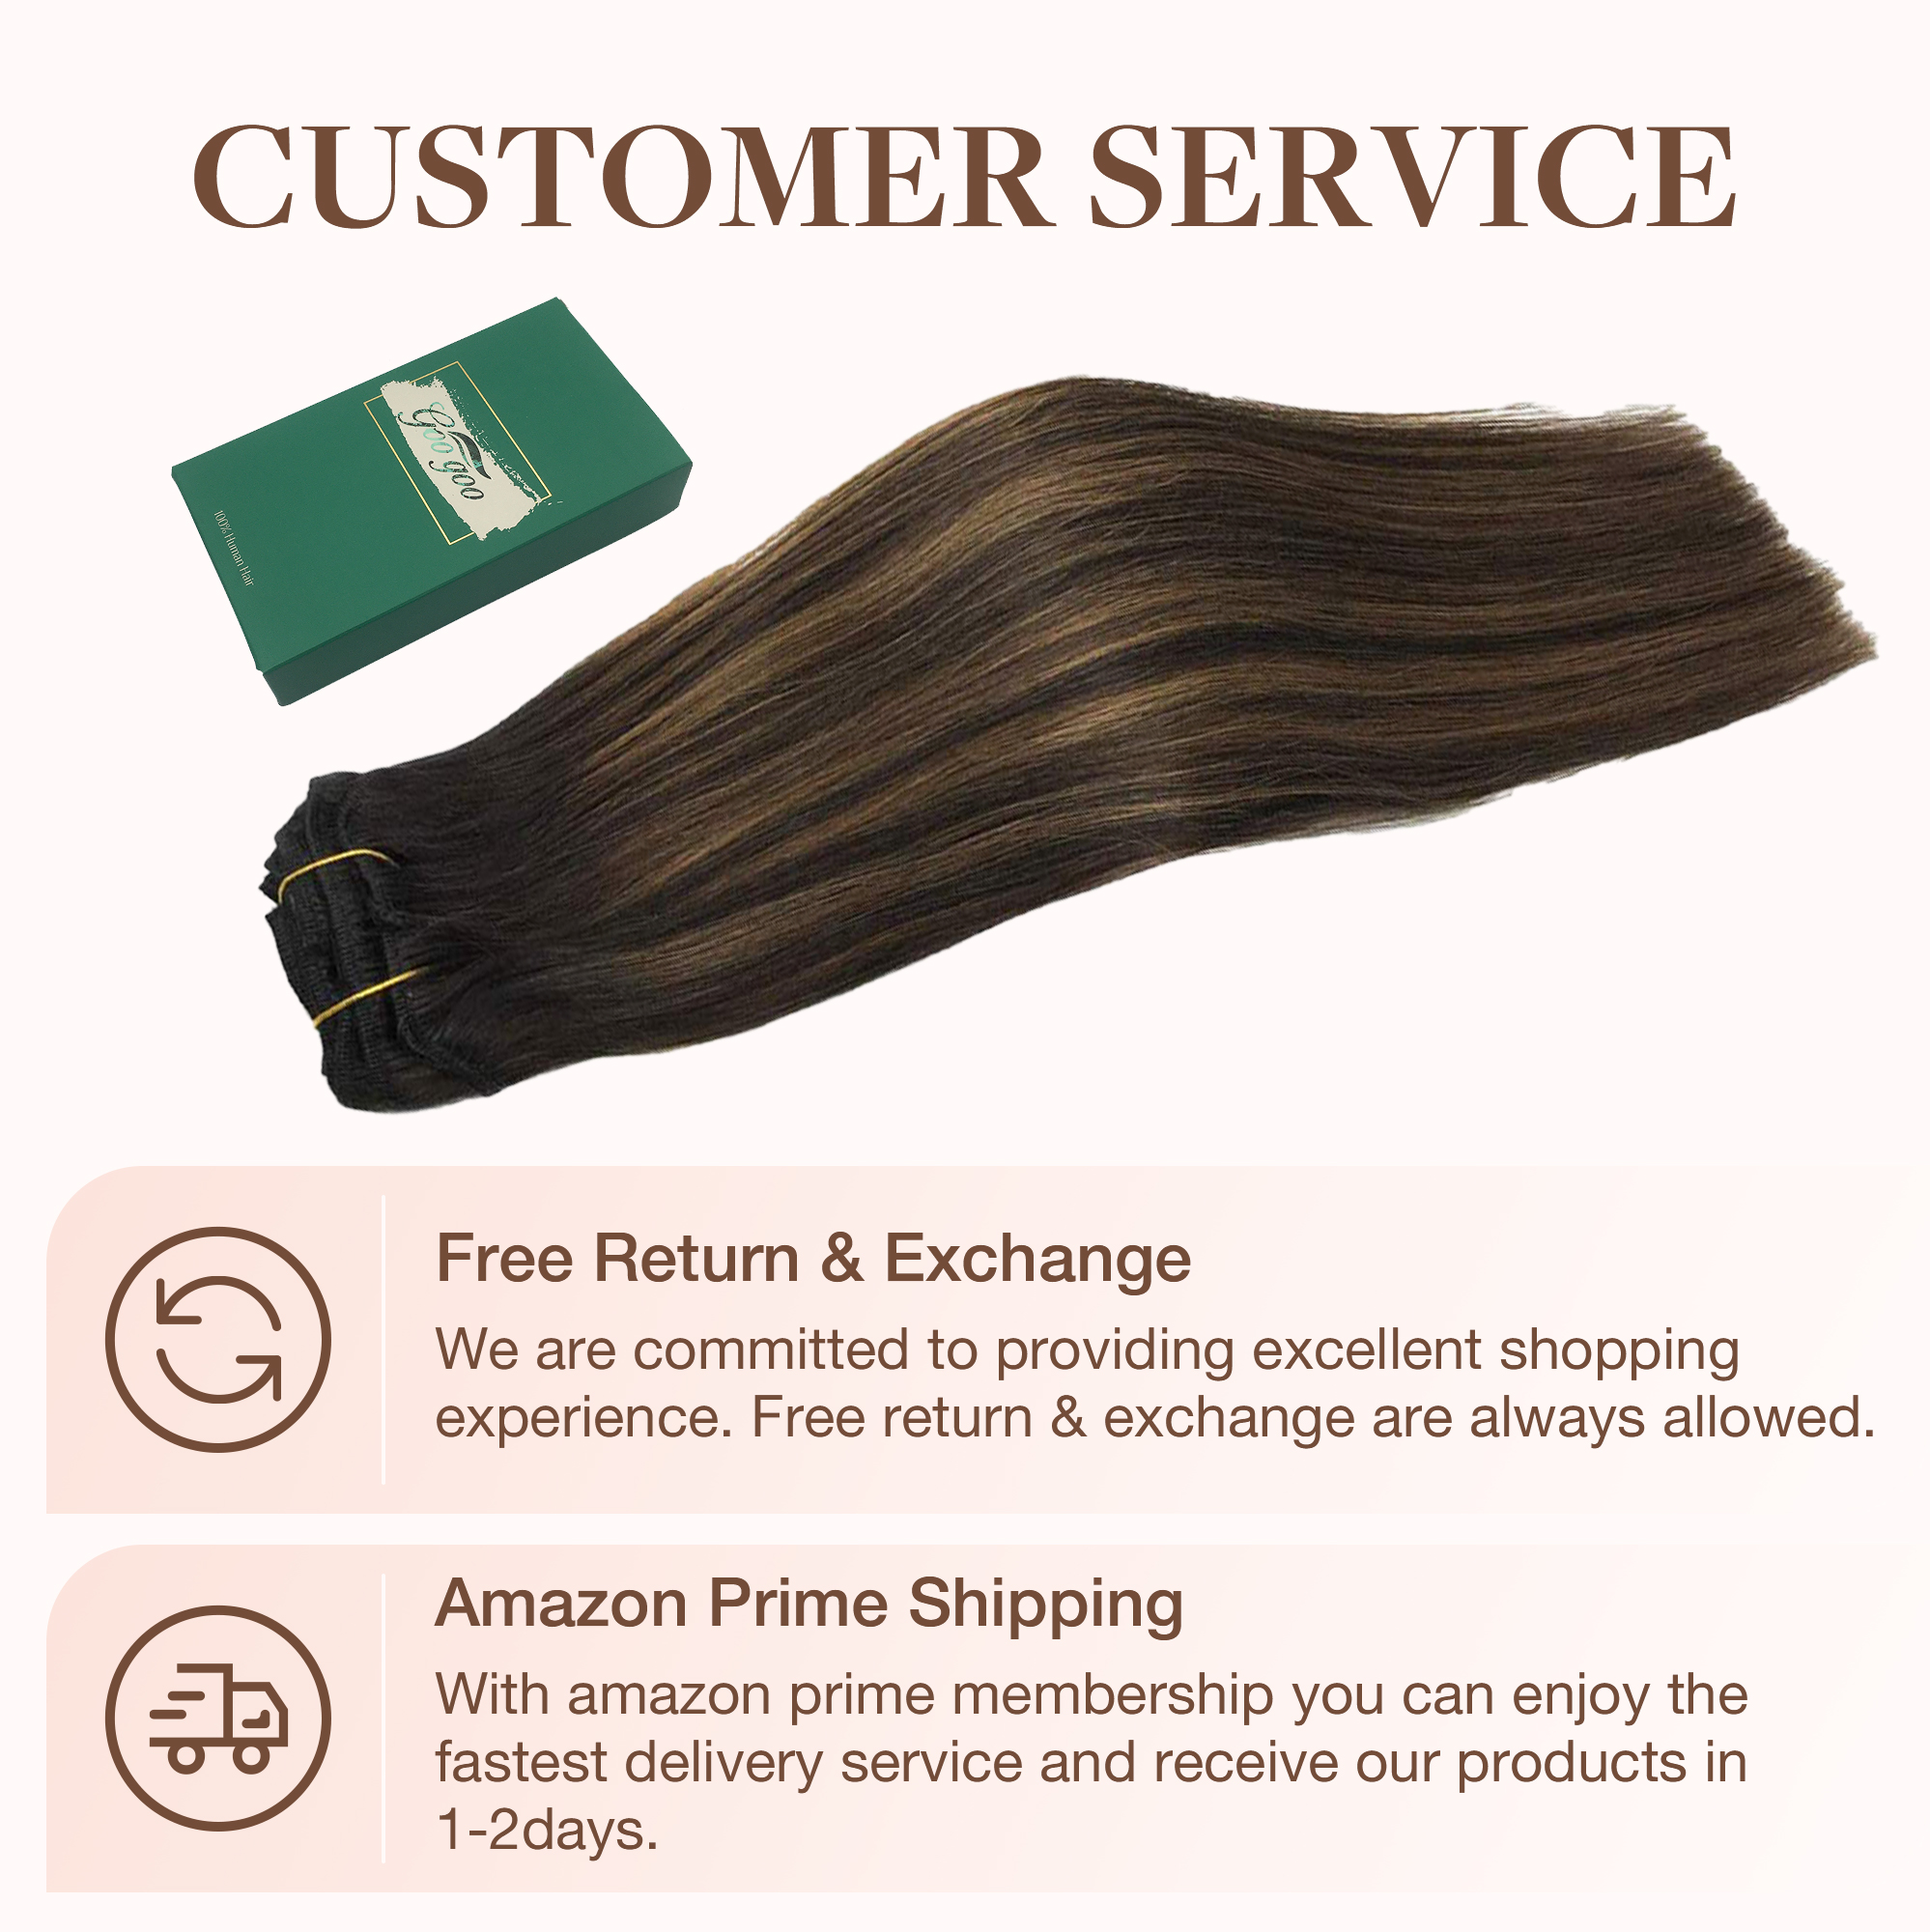 CUSTOMER SERVICE
Goo goo
100% Human Hair
Free Return & Exchange
We are committed to providing excellent shopping
experience. Free return & exchange are always allowed.
Amazon Prime Shipping
With amazon prime membership you can enjoy the
fastest delivery service and receive our products in
1-2days.